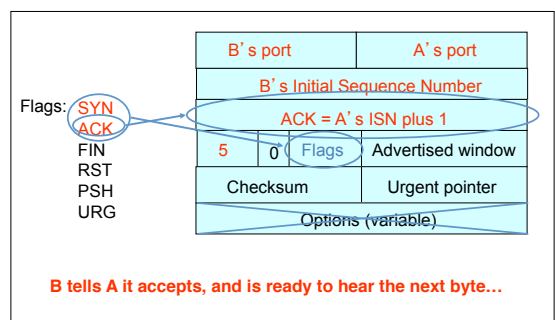 B's port A's port
B's Initial Sequence Number
Flags: SYN
ACK = A's ISN plus 1
ACK
FIN
5 0 Flags Advertised window
RST
PSH
Checksum Urgent pointer
URG
Options (variable)
B tells A it accepts, and is ready to hear the next byte…